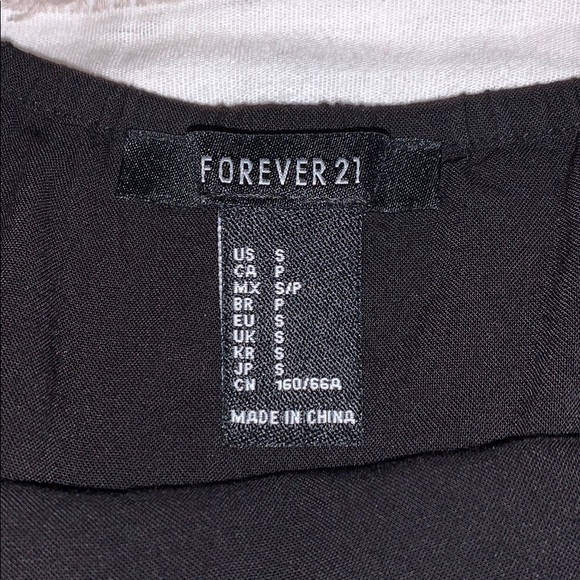 FOREVER 21
US S
CA P
MX S/P
BR P
EU S
UK S
KR S
JP S
CN 160/66A
MADE IN CHINA